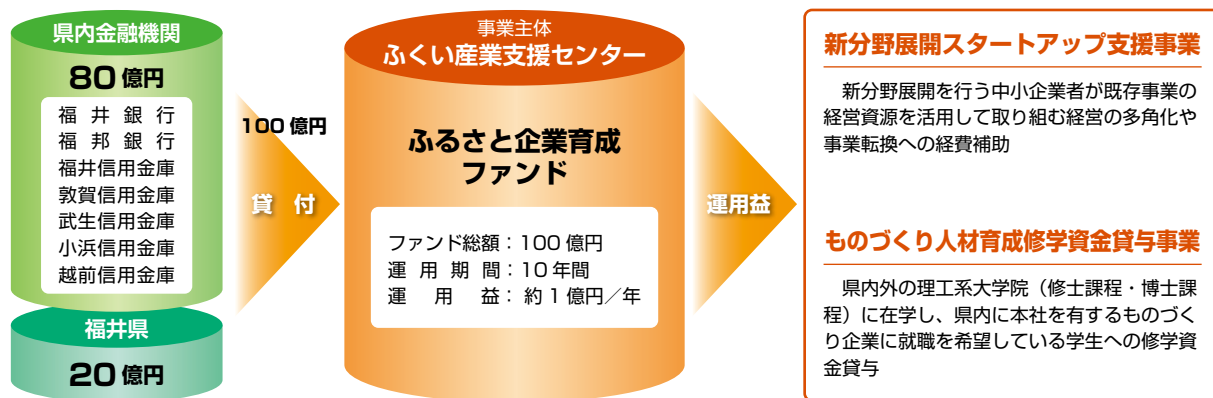 県内金融機関
80億円
福井銀行
福邦銀行
福井信用金庫
敦賀信用金庫
武生信用金庫
小浜信用金庫
越前信用金庫
福井県
20億円
100億円
貸付
事業主体
ふくい産業支援センター
ふるさと企業育成
ファンド
ファンド総額：100億円
運用期間：10年間
運用益：約1億円／年
運用益
新分野展開スタートアップ支援事業
新分野展開を行う中小企業者が既存事業の
経営資源を活用して取り組む経営の多角化や
事業転換への経費補助
ものづくり人材育成修学資金貸与事業
県内外の理工系大学院（修士課程・博士課
程）に在学し、県内に本社を有するものづく
り企業に就職を希望している学生への修学資
金貸与